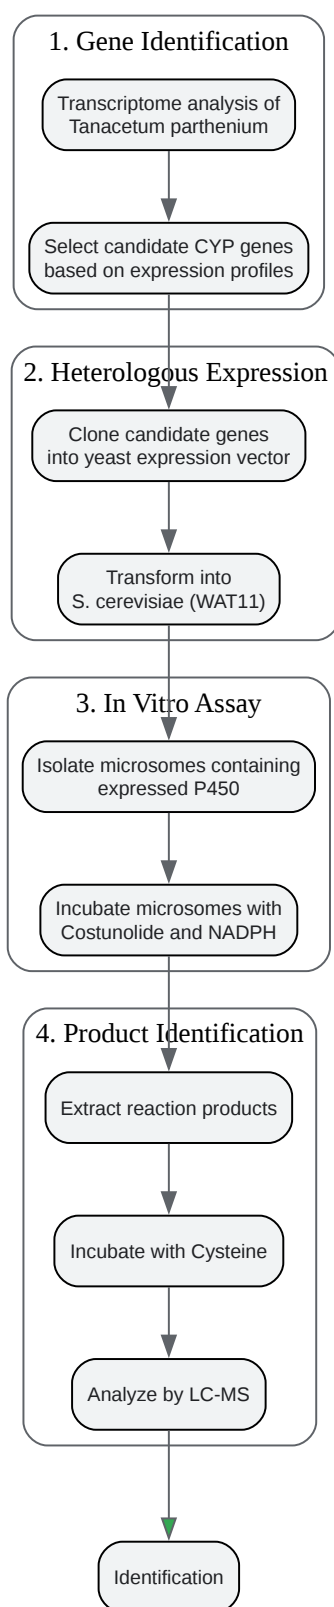 1. Gene Identification
Transcriptome analysis of
Tanacetum parthenium
Select candidate CYP genes
based on expression profiles
2. Heterologous Expression
Clone candidate genes
into yeast expression vector
Transform into
S. cerevisiae (WAT11)
3. In Vitro Assay
Isolate microsomes containing
expressed P450
Incubate microsomes with
Costunolide and NADPH
4. Product Identification
Extract reaction products
Incubate with Cysteine
Analyze by LC-MS
Identification